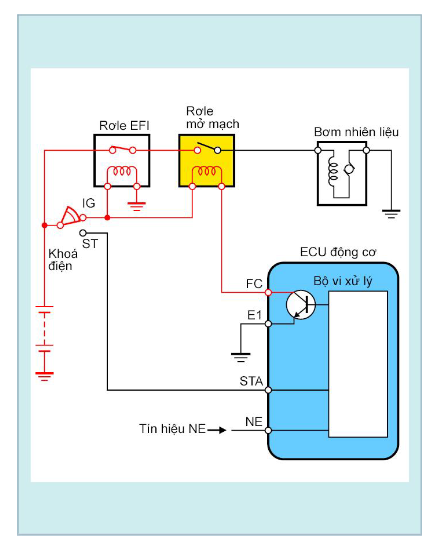 Rơle
mở mạch
Rơle EFI
Bơm nhiên liệu
IG
ST
Khoá
điện
ECU động cơ
Bộ vi xử lý
FC
E1
STA
NE
Tín hiệu NE